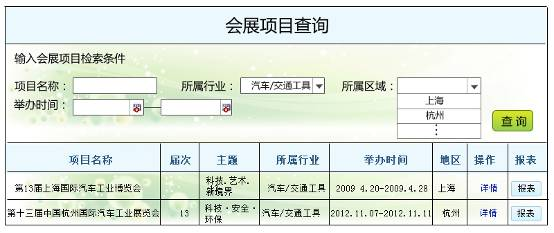 会展项目查询
输入会展项目检索条件
项目名称： 所属行业： 汽车/交通工具 所属区域：
举办时间： 上海
杭州
⋮
查询
项目名称 届次 主题 所属行业 举办时间 地区 操作 报表
第13届上海国际汽车工业博览会 科技.艺术.新境界 汽车/交通工具 2009 4.20-2009.4.28 上海 详情 报表
第十三届中国杭州国际汽车工业展览会 13 科技·安全·环保 汽车/交通工具 2012.11.07-2012.11.11 杭州 详情 报表